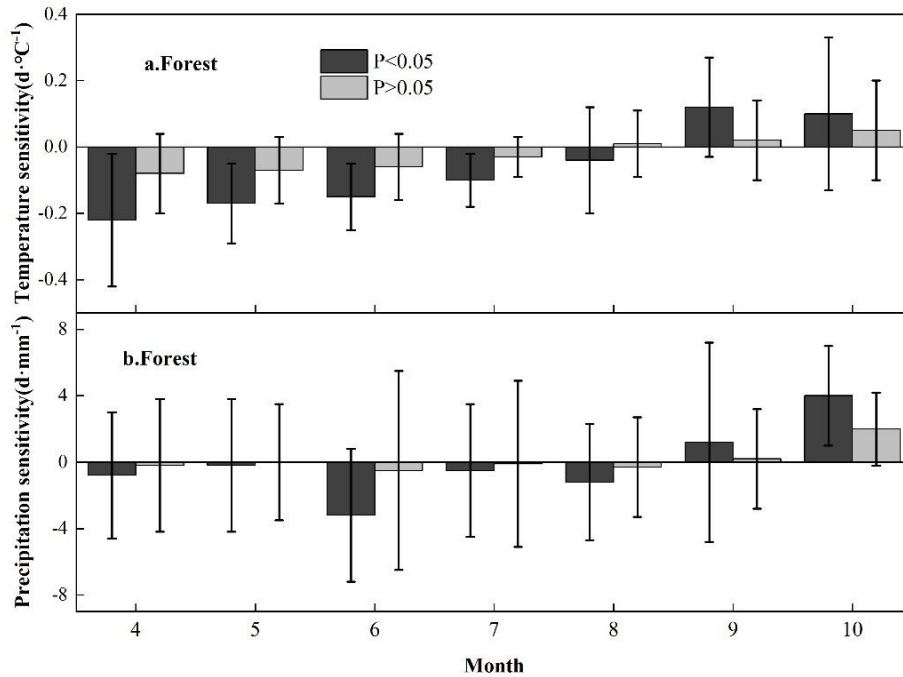 0.4
0.2
0.0
-0.2
-0.4
Temperature sensitivity(d·℃⁻¹)
a.Forest
P<0.05
P>0.05
8
4
0
-4
-8
Precipitation sensitivity(d·mm⁻¹)
b.Forest
4 5 6 7 8 9 10
Month